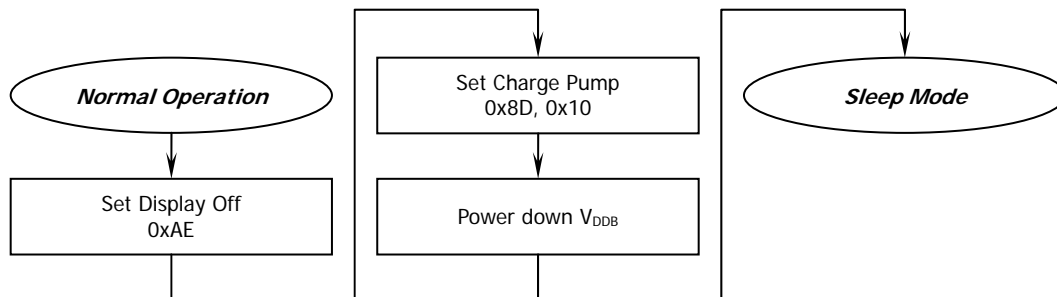 Normal Operation
Set Display Off
0xAE
Set Charge Pump
0x8D, 0x10
Power down VDDB
Sleep Mode